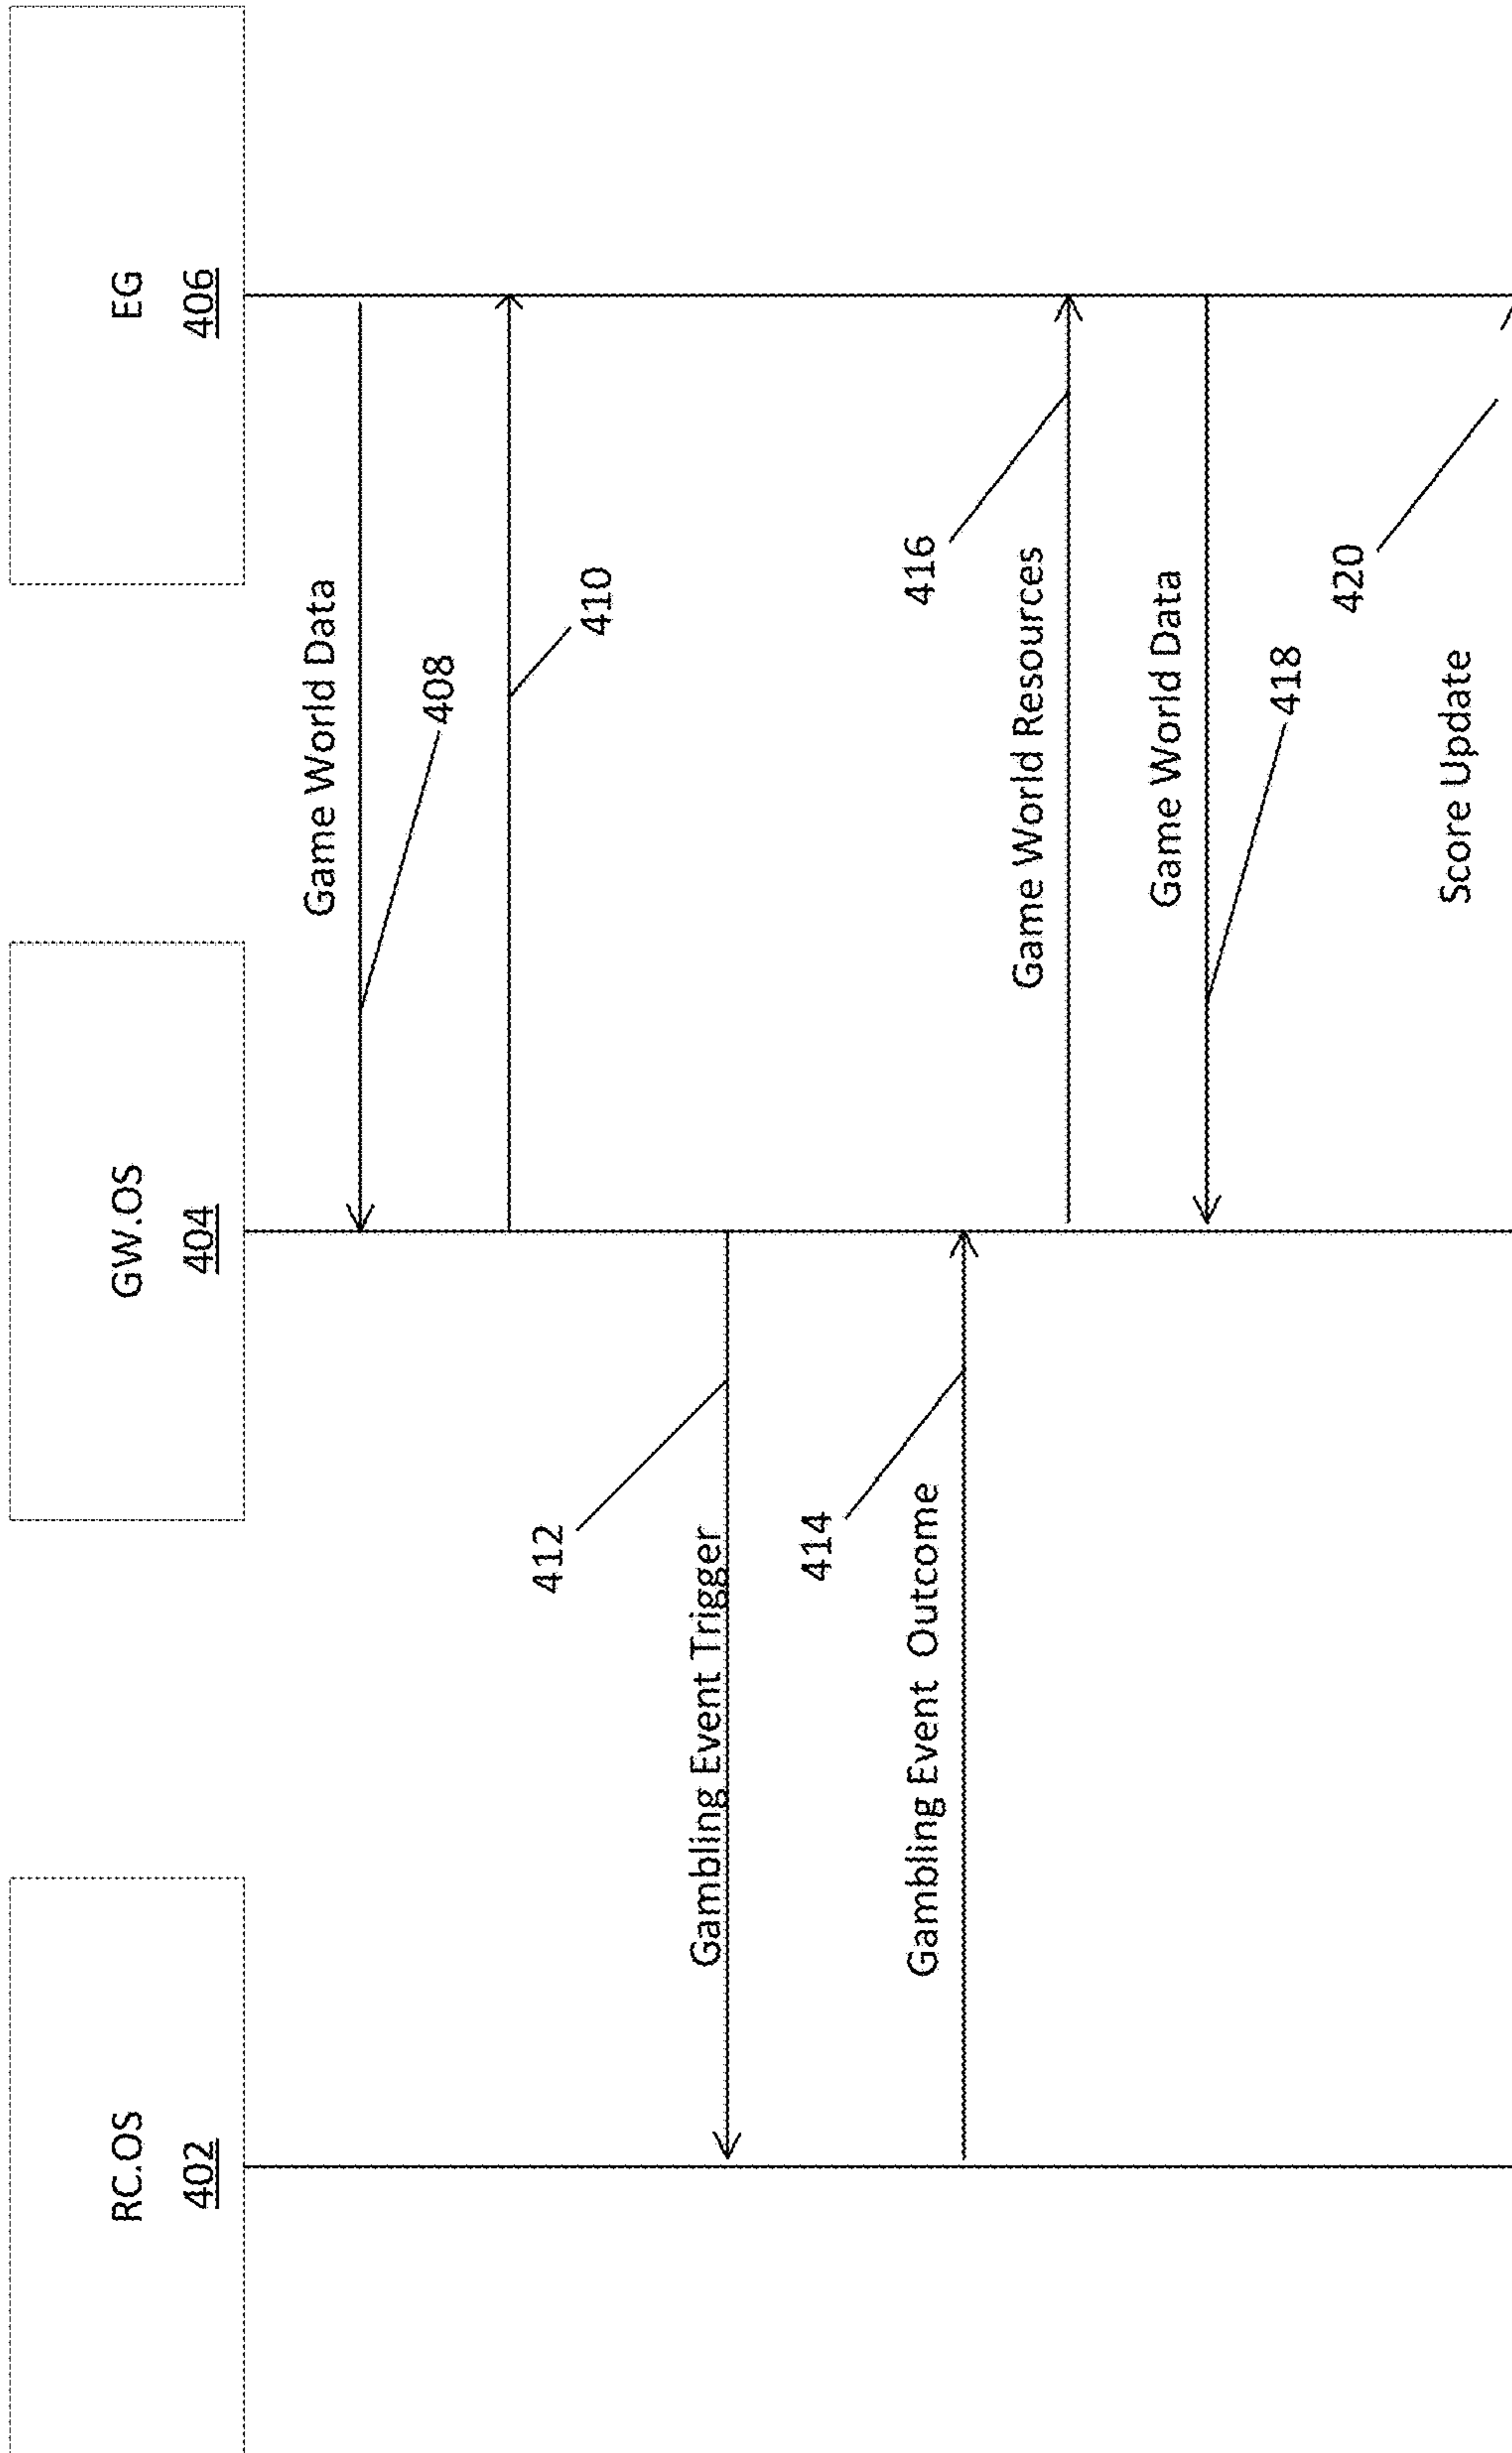 RC.OS
402
GW.OS
404
EG
406
Game World Data
408
410
412
Gambling Event Trigger
414
Gambling Event Outcome
416
Game World Resources
Game World Data
418
420
Score Update